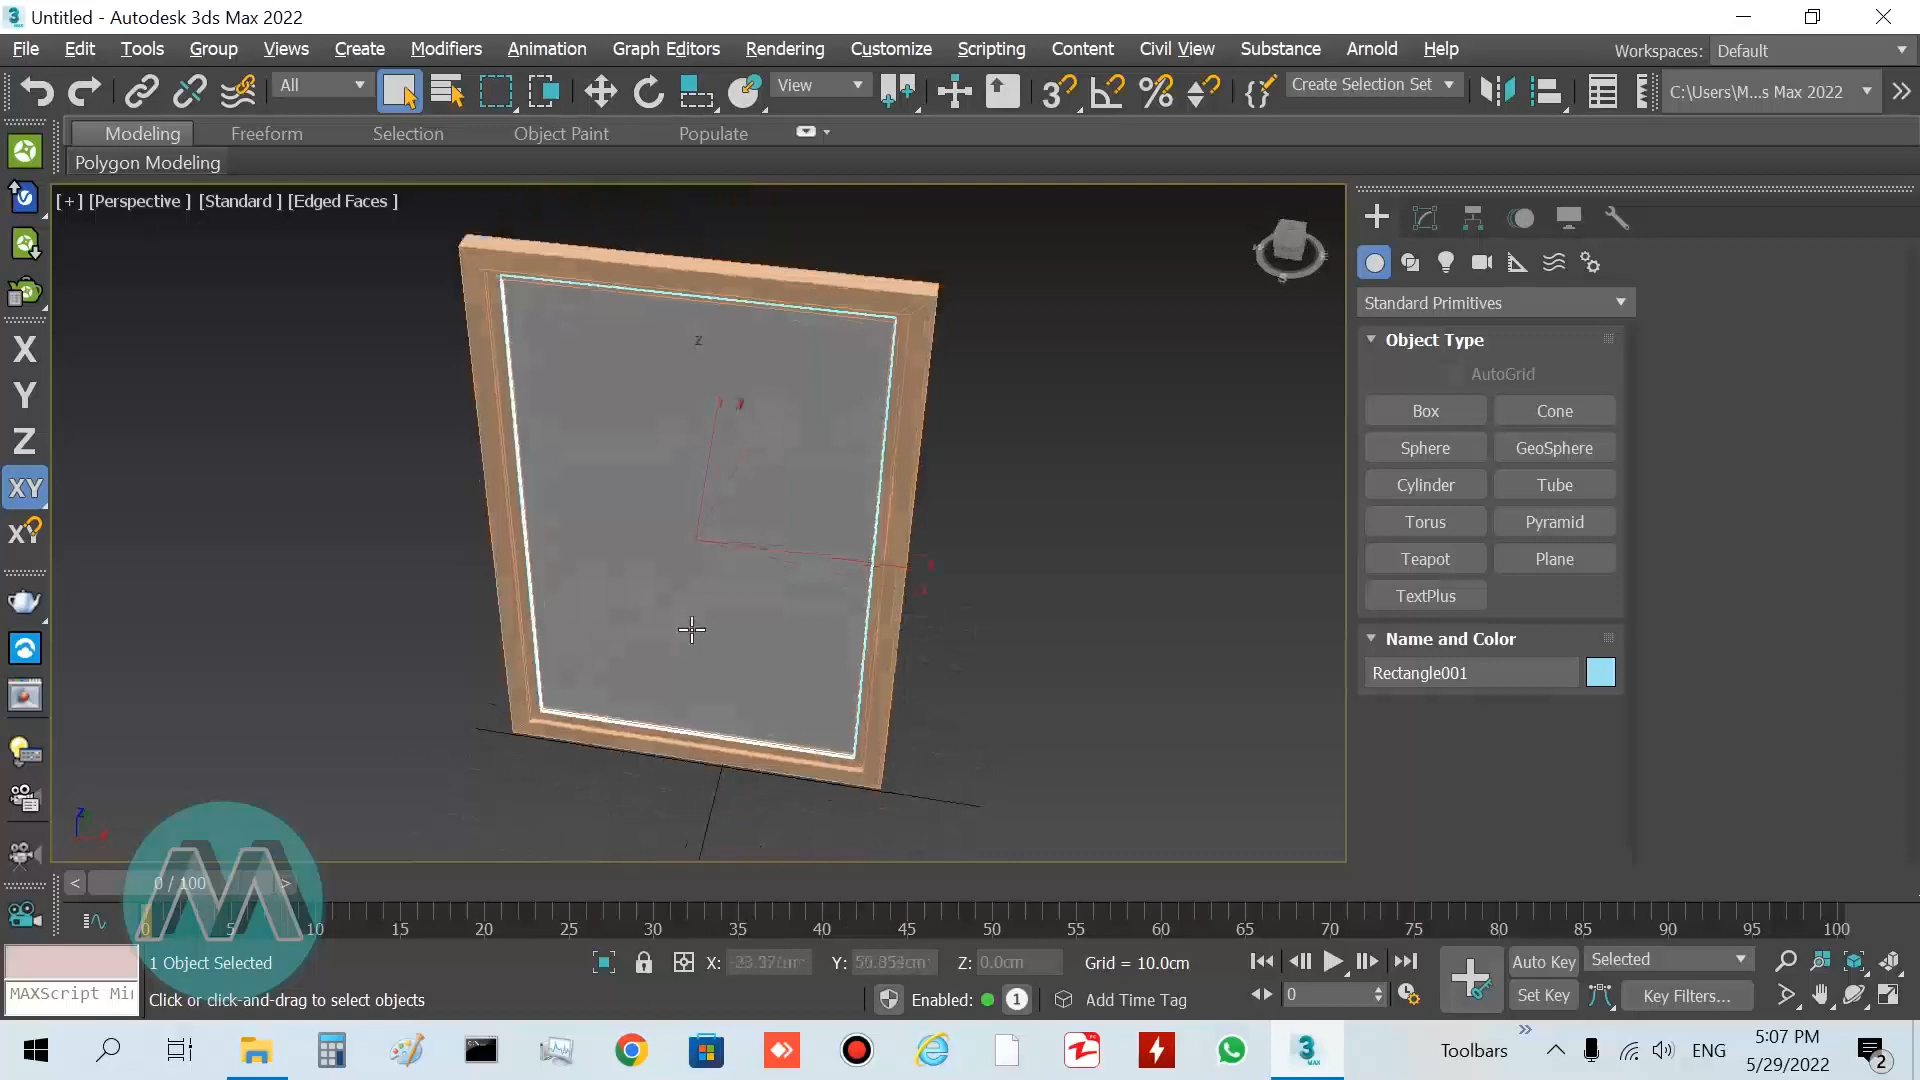 Untitled - Autodesk 3ds Max 2022
File Edit Tools Group Views Create Modifiers Animation Graph Editors Rendering Customize Scripting Content Civil View Substance Arnold Help
Workspaces: Default
All
View
Create Selection Set
C:\Users\M...s Max 2022
Modeling Freeform Selection Object Paint Populate
Polygon Modeling
[+] [Perspective ] [Standard ] [Edged Faces ]
Standard Primitives
Object Type
AutoGrid
Box Cone
Sphere GeoSphere
Cylinder Tube
Torus Pyramid
Teapot Plane
TextPlus
Name and Color
Rectangle001
X
Y
Z
XY
XY
z
z
0 / 100
0 15 20 25 30 35 40 45 50 55 60 65 70 75 80 85 90 95 100
1 Object Selected
X:
Y:
Z: 0.0cm
Grid = 10.0cm
Auto Key
Selected
MAXScript Mi
Click or click-and-drag to select objects
Enabled:
1
Add Time Tag
0
Set Key
Key Filters...
Toolbars
ENG
5:07 PM
5/29/2022
2